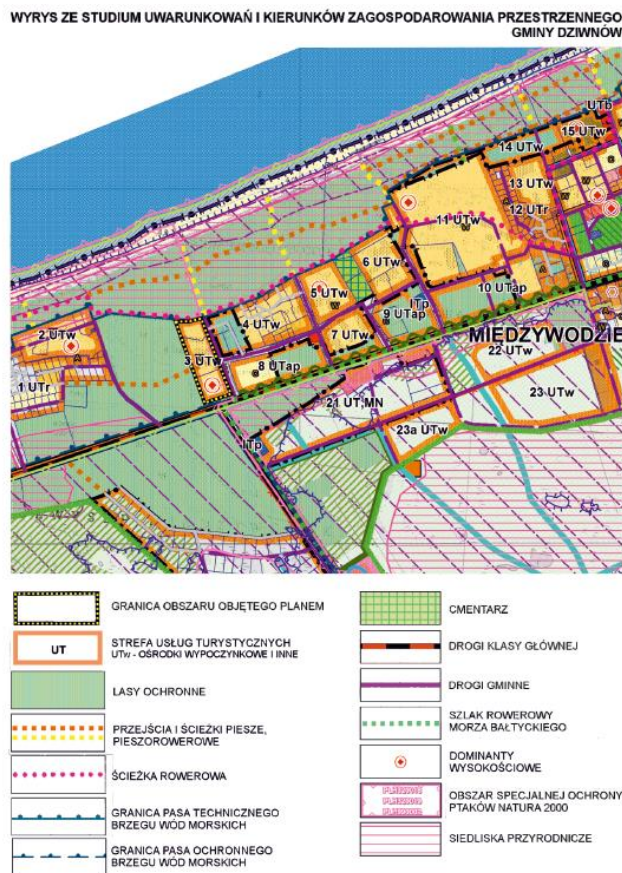 WYRYS ZE STUDIUM UWARUNKOWAŃ I KIERUNKÓW ZAGOSPODAROWANIA PRZESTRZENNEGO
GMINY DZIWNÓW
UTb
15 UTw
14 UTw
13 UTw
12 UTr
11 UTw
6 UTw
10 UTap
5 UTw
ITp
9 UTap
4 UTw
7 UTw
MIĘDZYWODZIE
2 UTw
3 UTw
8 UTap
22 UTw
1 UTr
21 UT,MN
23 UTw
23a UTw
ITp
GRANICA OBSZARU OBJĘTEGO PLANEM
UT
STREFA USŁUG TURYSTYCZNYCH
UTw - OŚRODKI WYPOCZYNKOWE I INNE
LASY OCHRONNE
PRZEJŚCIA I ŚCIEŻKI PIESZE,
PIESZOROWEROWE
ŚCIEŻKA ROWEROWA
GRANICA PASA TECHNICZNEGO
BRZEGU WÓD MORSKICH
GRANICA PASA OCHRONNEGO
BRZEGU WÓD MORSKICH
CMENTARZ
DROGI KLASY GŁÓWNEJ
DROGI GMINNE
SZLAK ROWEROWY
MORZA BAŁTYCKIEGO
DOMINANTY
WYSOKOŚCIOWE
OBSZAR SPECJALNEJ OCHRONY
PTAKÓW NATURA 2000
SIEDLISKA PRZYRODNICZE